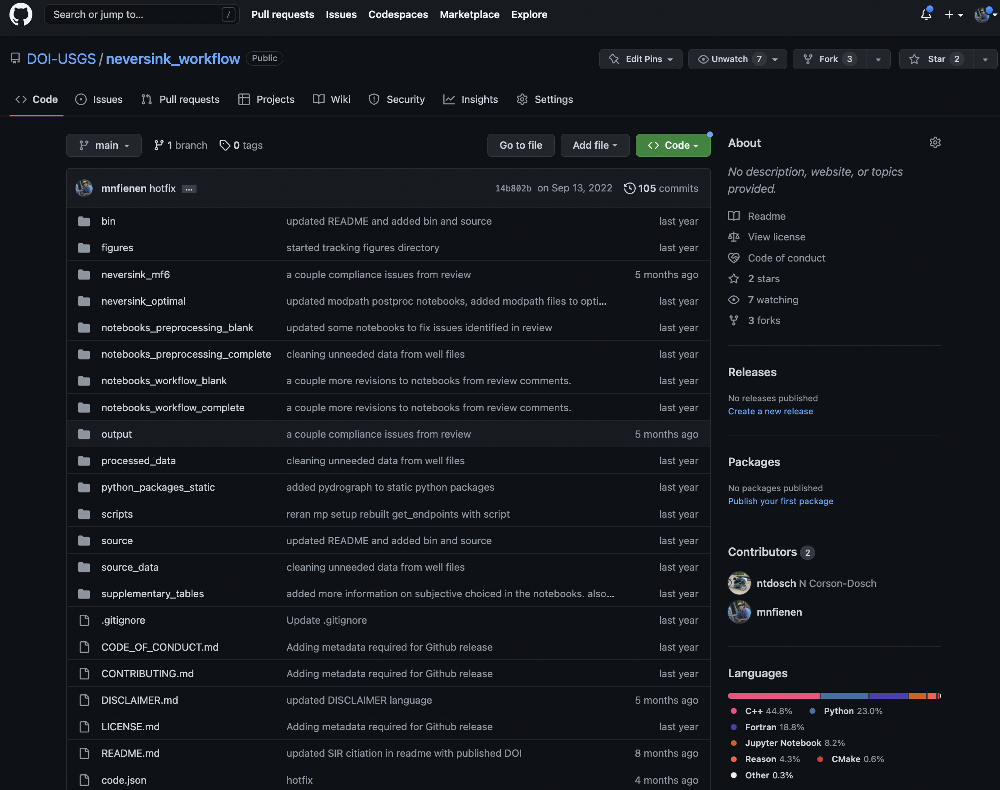 Search or jump to... /
Pull requests Issues Codespaces Marketplace Explore
DOI-USGS / neversink_workflow Public
Edit Pins Unwatch 7 Fork 3 Star 2
Code Issues Pull requests Projects Wiki Security Insights Settings
main 1 branch 0 tags
Go to file Add file Code
mnfienen hotfix ... 14b802b on Sep 13, 2022 105 commits
bin updated README and added bin and source last year
figures started tracking figures directory last year
neversink_mf6 a couple compliance issues from review 5 months ago
neversink_optimal updated modpath postproc notebooks, added modpath files to opti... last year
notebooks_preprocessing_blank updated some notebooks to fix issues identified in review last year
notebooks_preprocessing_complete cleaning unneeded data from well files last year
notebooks_workflow_blank a couple more revisions to notebooks from review comments. last year
notebooks_workflow_complete a couple more revisions to notebooks from review comments. last year
output a couple compliance issues from review 5 months ago
processed_data cleaning unneeded data from well files last year
python_packages_static added pydrograph to static python packages last year
scripts reran mp setup rebuilt get_endpoints with script last year
source updated README and added bin and source last year
source_data cleaning unneeded data from well files last year
supplementary_tables added more information on subjective choiced in the notebooks. also... last year
.gitignore Update .gitignore last year
CODE_OF_CONDUCT.md Adding metadata required for Github release last year
CONTRIBUTING.md Adding metadata required for Github release last year
DISCLAIMER.md updated DISCLAIMER language 5 months ago
LICENSE.md Adding metadata required for Github release last year
README.md updated SIR citiation in readme with published DOI 8 months ago
code.json hotfix 4 months ago
About
No description, website, or topics
provided.
Readme
View license
Code of conduct
2 stars
7 watching
3 forks
Releases
No releases published
Create a new release
Packages
No packages published
Publish your first package
Contributors 2
ntdosch N Corson-Dosch
mnfienen
Languages
C++ 44.8% Python 23.0%
Fortran 18.8%
Jupyter Notebook 8.2%
Reason 4.3% CMake 0.6%
Other 0.3%